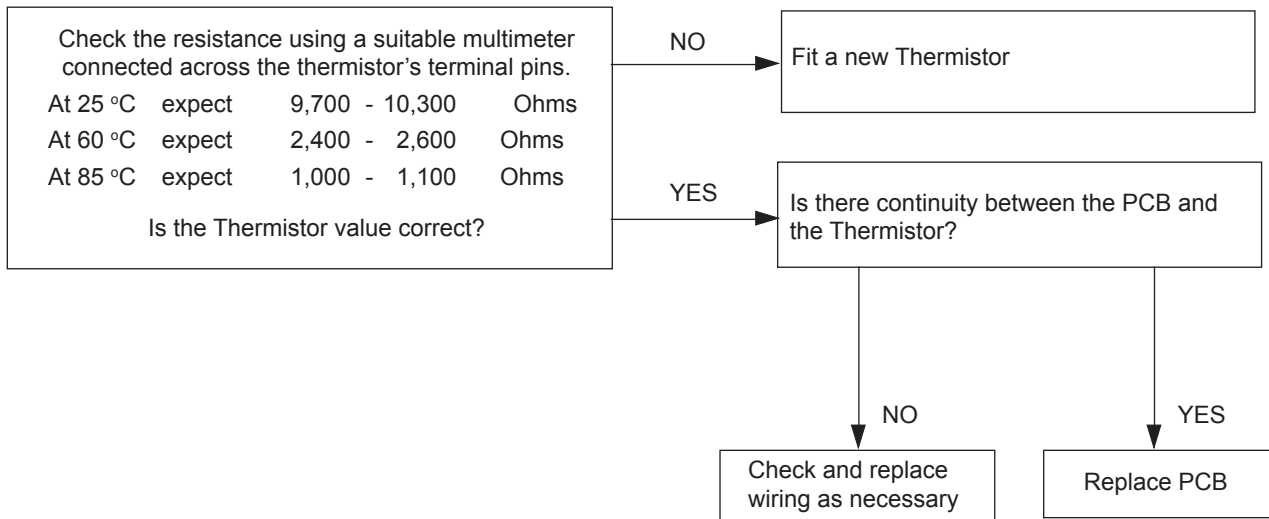 Check the resistance using a suitable multimeter
connected across the thermistor’s terminal pins.
At 25 ºC expect 9,700 - 10,300 Ohms
At 60 ºC expect 2,400 - 2,600 Ohms
At 85 ºC expect 1,000 - 1,100 Ohms
Is the Thermistor value correct?
NO
Fit a new Thermistor
YES
Is there continuity between the PCB and
the Thermistor?
NO
Check and replace
wiring as necessary
YES
Replace PCB